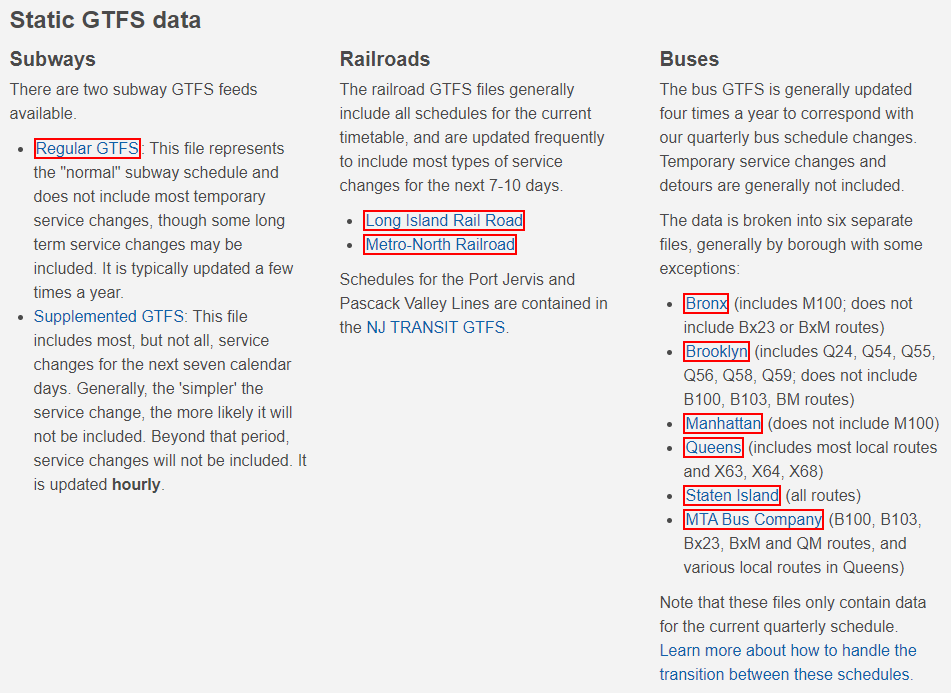 Static GTFS data
Subways
There are two subway GTFS feeds
available.
• Regular GTFS: This file represents
the "normal" subway schedule and
does not include most temporary
service changes, though some long
term service changes may be
included. It is typically updated a few
times a year.
• Supplemented GTFS: This file
includes most, but not all, service
changes for the next seven calendar
days. Generally, the 'simpler' the
service change, the more likely it will
not be included. Beyond that period,
service changes will not be included. It
is updated hourly.
Railroads
The railroad GTFS files generally
include all schedules for the current
timetable, and are updated frequently
to include most types of service
changes for the next 7-10 days.
• Long Island Rail Road
• Metro-North Railroad
Schedules for the Port Jervis and
Pascack Valley Lines are contained in
the NJ TRANSIT GTFS.
Buses
The bus GTFS is generally updated
four times a year to correspond with
our quarterly bus schedule changes.
Temporary service changes and
detours are generally not included.
The data is broken into six separate
files, generally by borough with some
exceptions:
• Bronx (includes M100; does not
include Bx23 or BxM routes)
• Brooklyn (includes Q24, Q54, Q55,
Q56, Q58, Q59; does not include
B100, B103, BM routes)
• Manhattan (does not include M100)
• Queens (includes most local routes
and X63, X64, X68)
• Staten Island (all routes)
• MTA Bus Company (B100, B103,
Bx23, BxM and QM routes, and
various local routes in Queens)
Note that these files only contain data
for the current quarterly schedule.
Learn more about how to handle the
transition between these schedules.